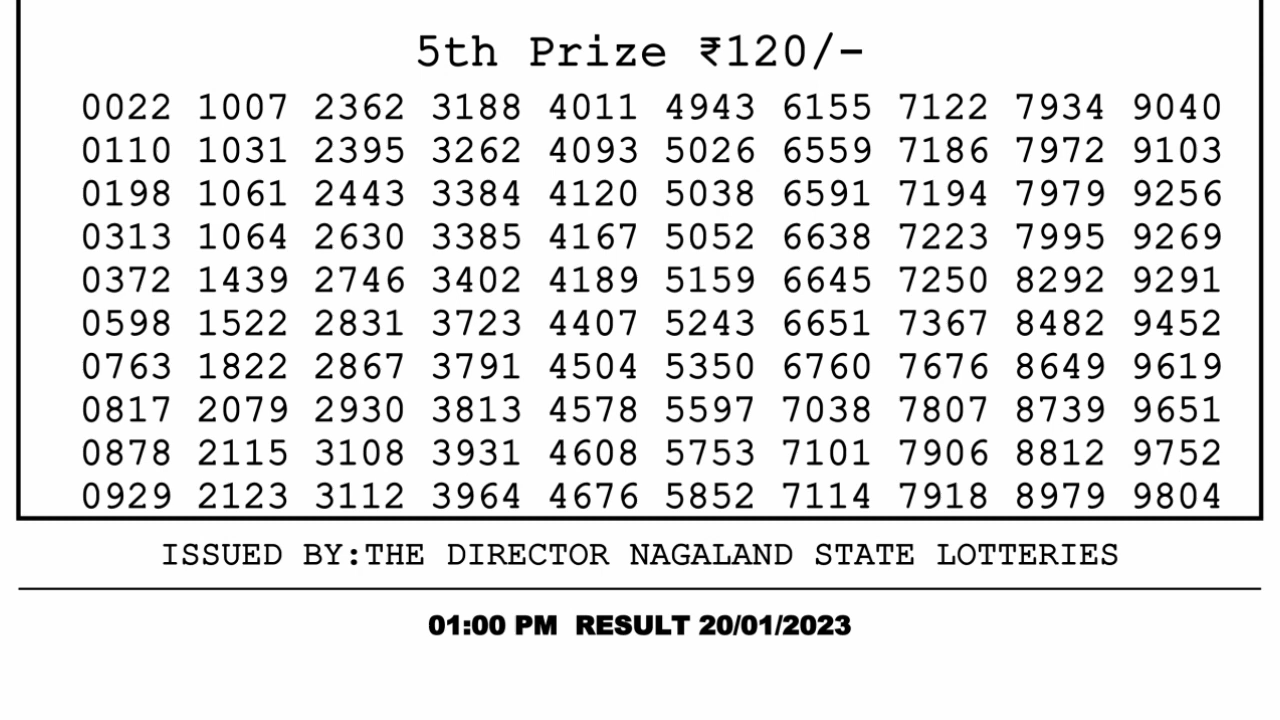 5th Prize ₹120/-
0022 1007 2362 3188 4011 4943 6155 7122 7934 9040
0110 1031 2395 3262 4093 5026 6559 7186 7972 9103
0198 1061 2443 3384 4120 5038 6591 7194 7979 9256
0313 1064 2630 3385 4167 5052 6638 7223 7995 9269
0372 1439 2746 3402 4189 5159 6645 7250 8292 9291
0598 1522 2831 3723 4407 5243 6651 7367 8482 9452
0763 1822 2867 3791 4504 5350 6760 7676 8649 9619
0817 2079 2930 3813 4578 5597 7038 7807 8739 9651
0878 2115 3108 3931 4608 5753 7101 7906 8812 9752
0929 2123 3112 3964 4676 5852 7114 7918 8979 9804
ISSUED BY:THE DIRECTOR NAGALAND STATE LOTTERIES
01:00 PM RESULT 20/01/2023